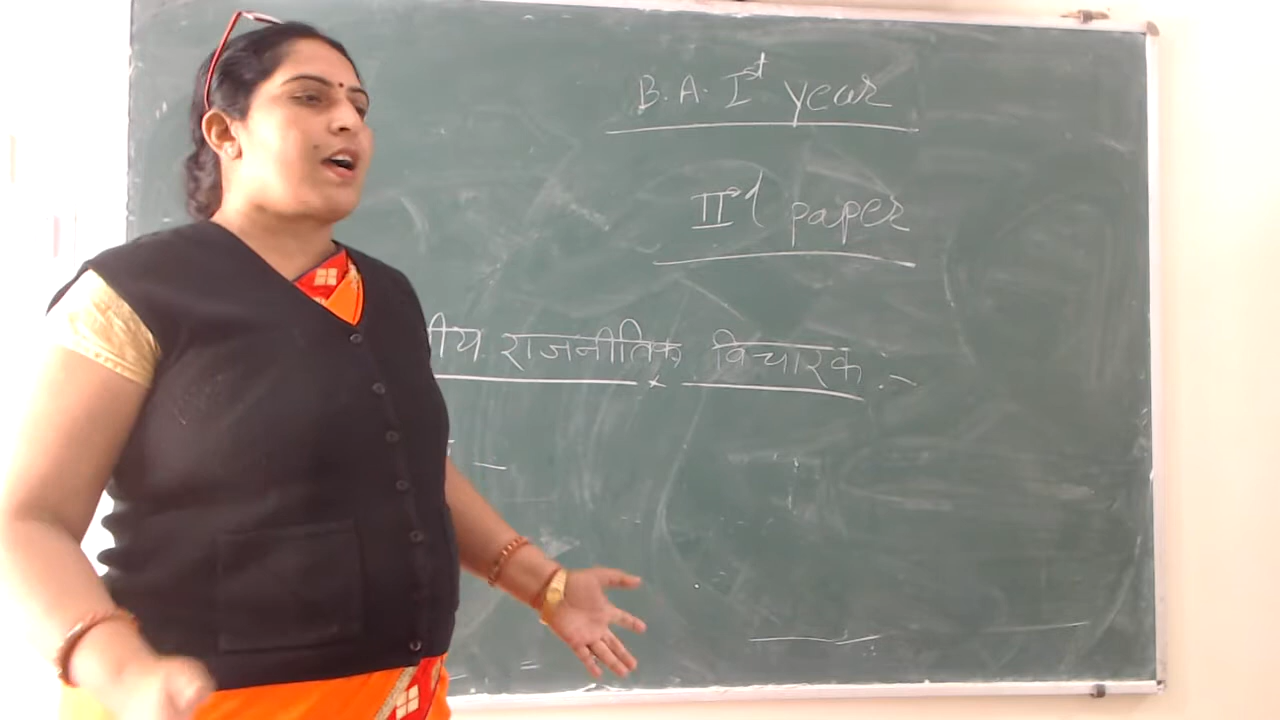 B.A. Ist year
IInd paper
राजनीतिक विचारक :-